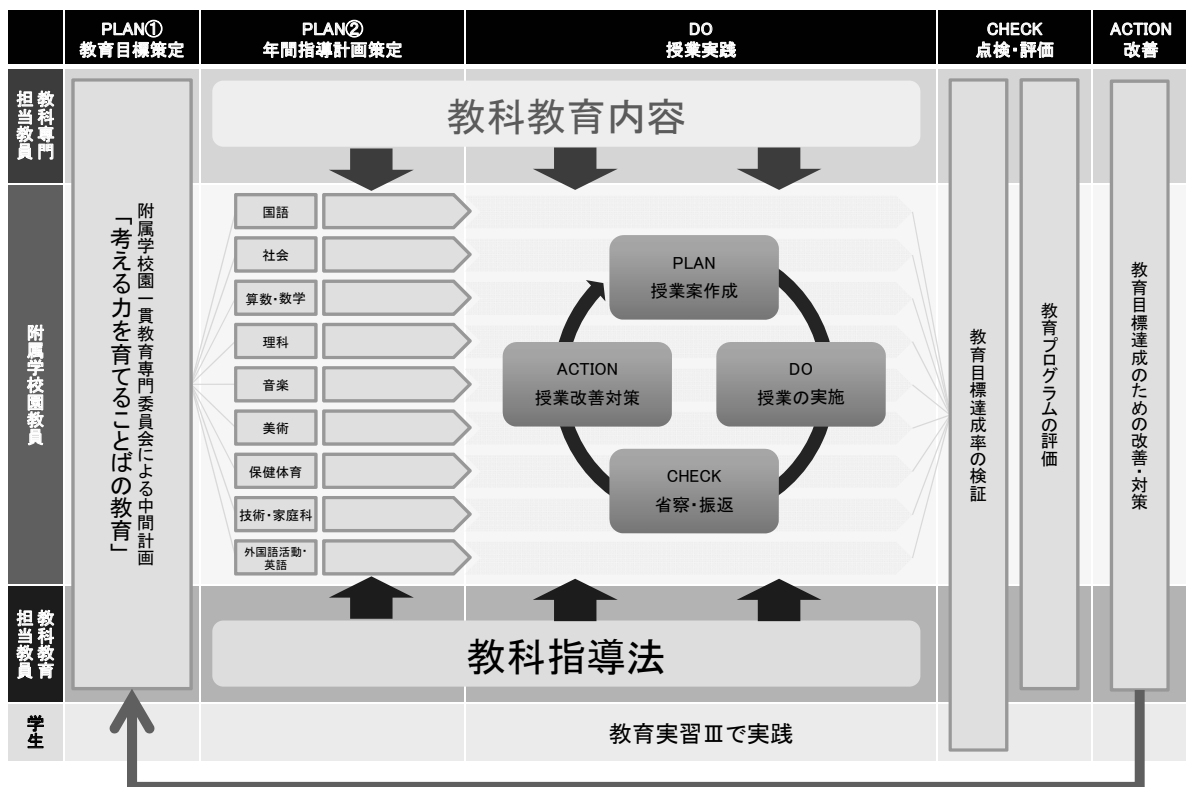 PLAN①
教育目標策定
PLAN②
年間指導計画策定
DO
授業実践
CHECK
点検・評価
ACTION
改善
教科専門
担当教員
附属学校園教員
教科教育
担当教員
学生
附属学校園一貫教育専門委員会による中間計画
「考える力を育てることばの教育」
教科教育内容
国語
社会
算数・数学
理科
音楽
美術
保健体育
技術・家庭科
外国語活動・
英語
PLAN
授業案作成
DO
授業の実施
CHECK
省察・振返
ACTION
授業改善対策
教科指導法
教育実習Ⅲで実践
教育目標達成率の検証
教育プログラムの評価
教育目標達成のための改善・対策